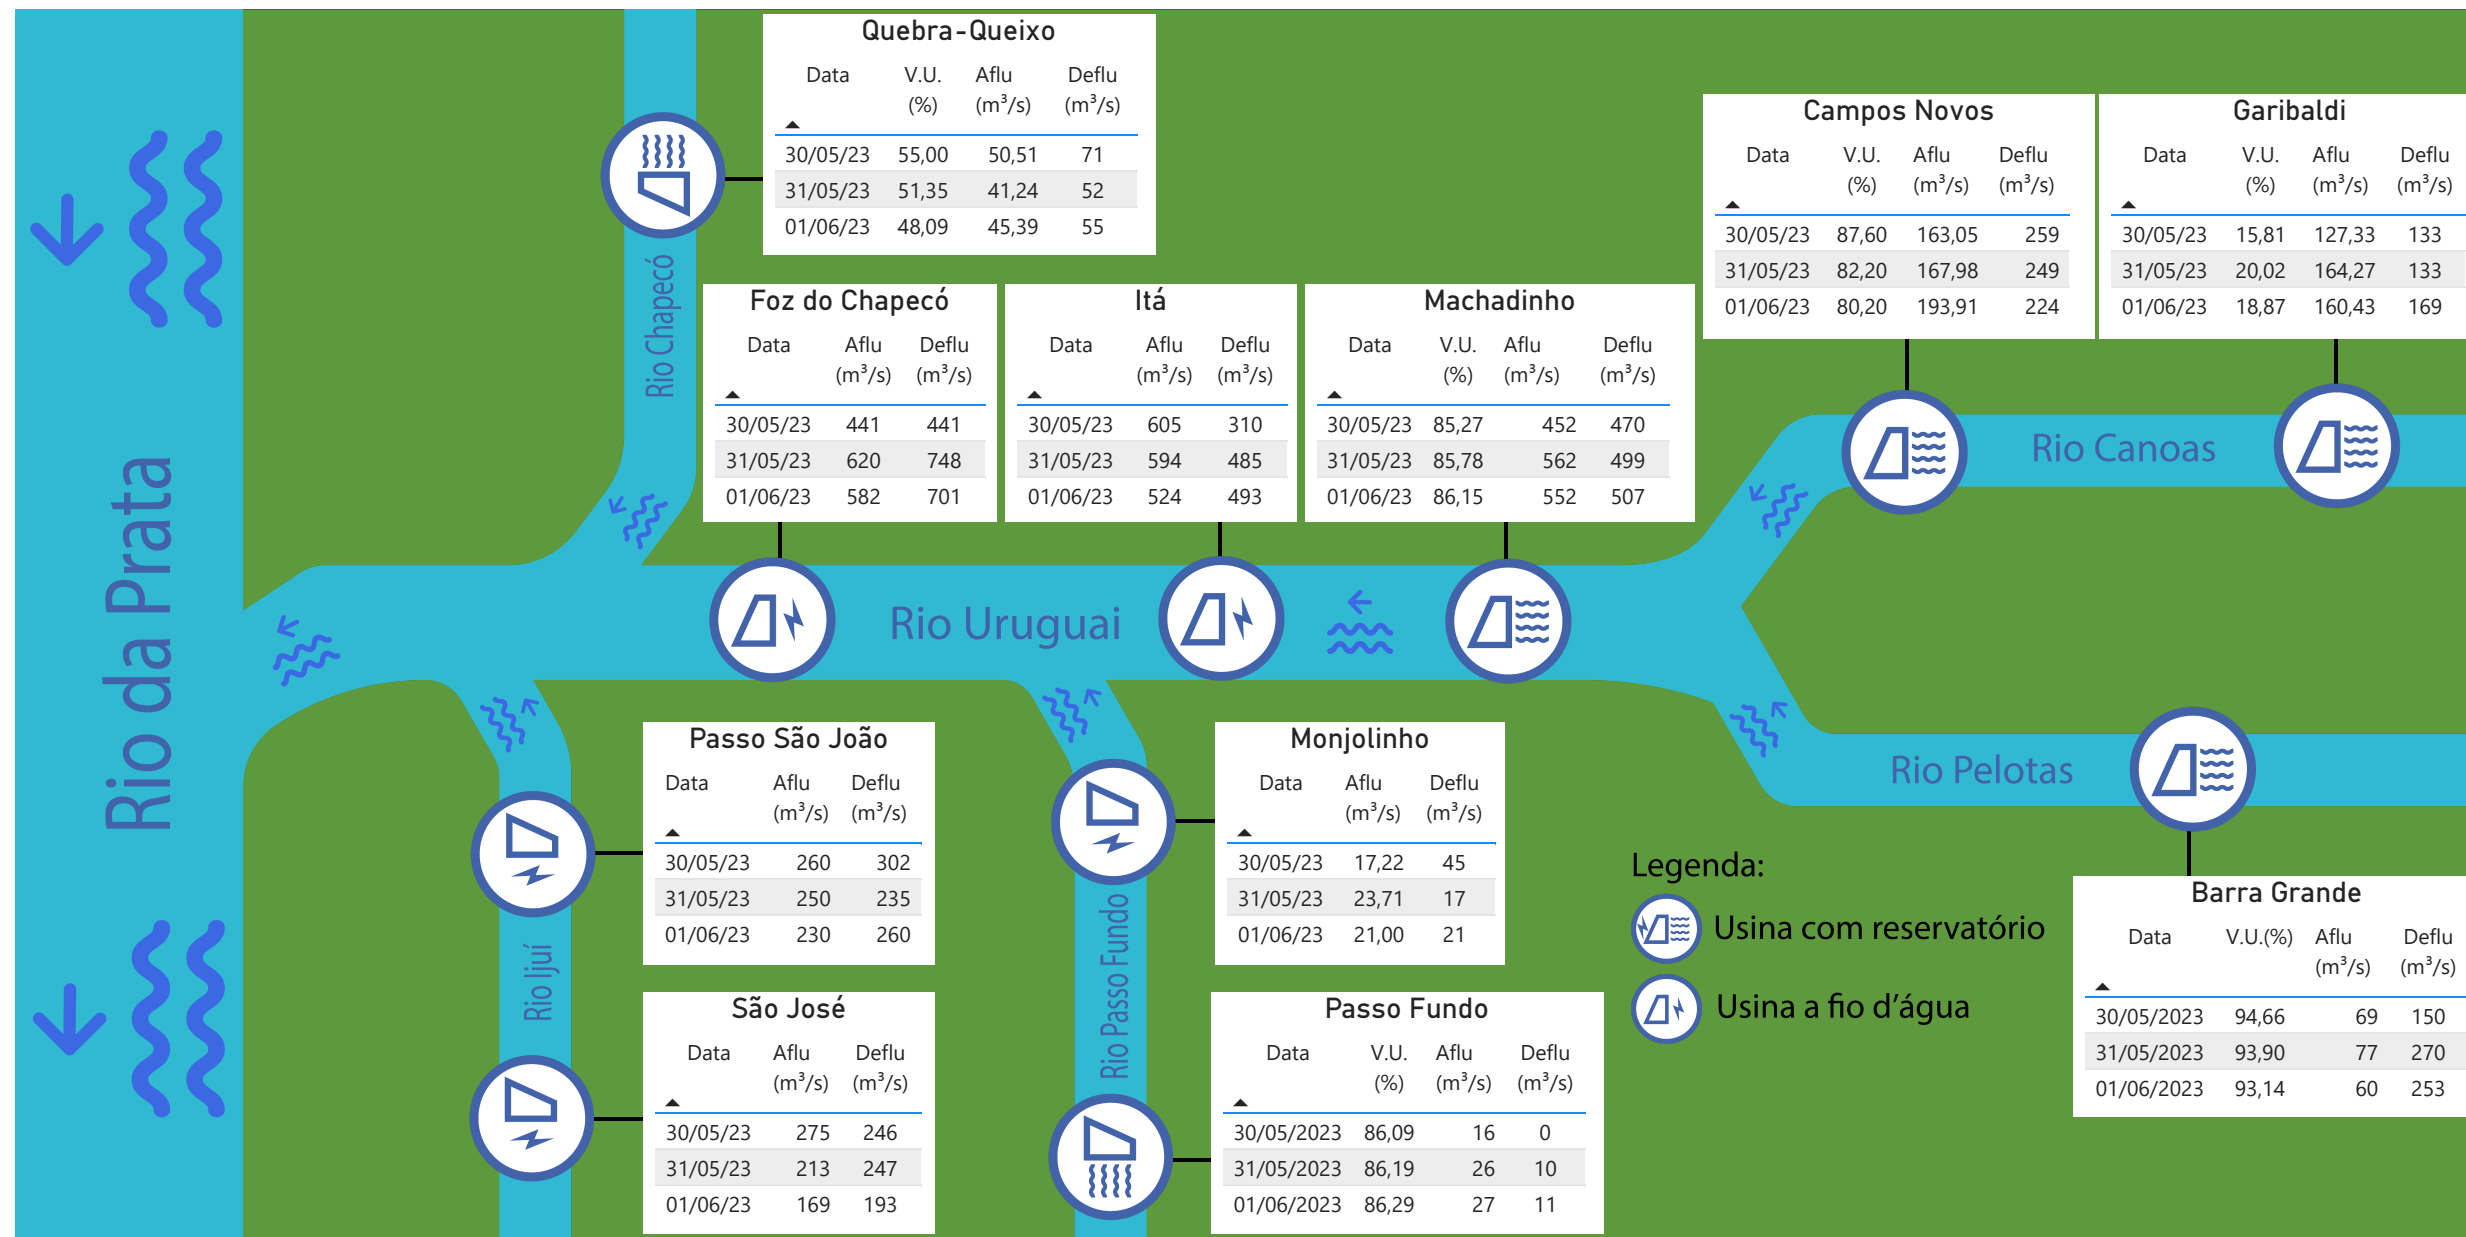 Quebra-Queixo
Data V.U. (%) Aflu (m³/s) Deflu (m³/s)
30/05/23 55,00 50,51 71
31/05/23 51,35 41,24 52
01/06/23 48,09 45,39 55
Campos Novos
Data V.U. (%) Aflu (m³/s) Deflu (m³/s)
30/05/23 87,60 163,05 259
31/05/23 82,20 167,98 249
01/06/23 80,20 193,91 224
Garibaldi
Data V.U. (%) Aflu (m³/s) Deflu (m³/s)
30/05/23 15,81 127,33 133
31/05/23 20,02 164,27 133
01/06/23 18,87 160,43 169
Rio Chapecó
Foz do Chapecó
Data Aflu (m³/s) Deflu (m³/s)
30/05/23 441 441
31/05/23 620 748
01/06/23 582 701
Itá
Data Aflu (m³/s) Deflu (m³/s)
30/05/23 605 310
31/05/23 594 485
01/06/23 524 493
Machadinho
Data V.U. (%) Aflu (m³/s) Deflu (m³/s)
30/05/23 85,27 452 470
31/05/23 85,78 562 499
01/06/23 86,15 552 507
Rio Canoas
Rio da Prata
Rio Uruguai
Rio Pelotas
Passo São João
Data Aflu (m³/s) Deflu (m³/s)
30/05/23 260 302
31/05/23 250 235
01/06/23 230 260
Monjolinho
Data Aflu (m³/s) Deflu (m³/s)
30/05/23 17,22 45
31/05/23 23,71 17
01/06/23 21,00 21
Legenda:
Usina com reservatório
Usina a fio d’água
Barra Grande
Data V.U.(%) Aflu (m³/s) Deflu (m³/s)
30/05/2023 94,66 69 150
31/05/2023 93,90 77 270
01/06/2023 93,14 60 253
Rio Ijuí
Rio Passo Fundo
São José
Data Aflu (m³/s) Deflu (m³/s)
30/05/23 275 246
31/05/23 213 247
01/06/23 169 193
Passo Fundo
Data V.U. (%) Aflu (m³/s) Deflu (m³/s)
30/05/2023 86,09 16 0
31/05/2023 86,19 26 10
01/06/2023 86,29 27 11